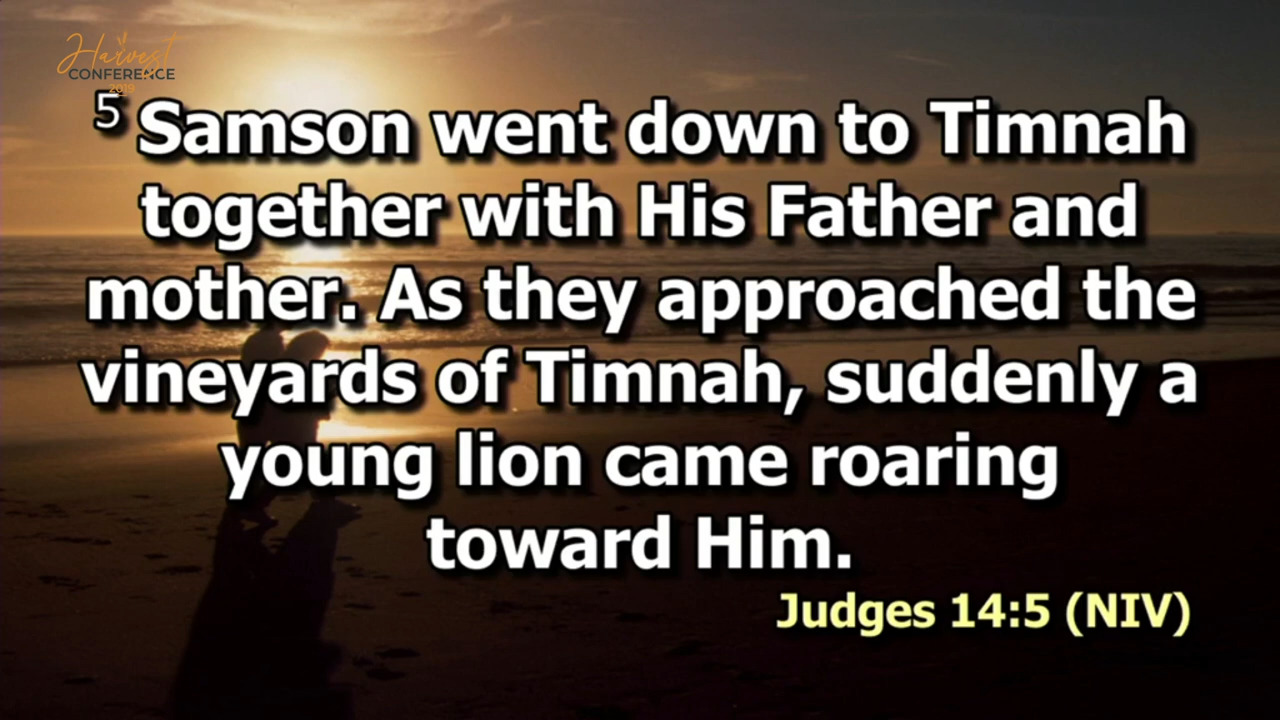 Harvest
CONFERENCE
2019
5 Samson went down to Timnah
together with His Father and
mother. As they approached the
vineyards of Timnah, suddenly a
young lion came roaring
toward Him.
Judges 14:5 (NIV)